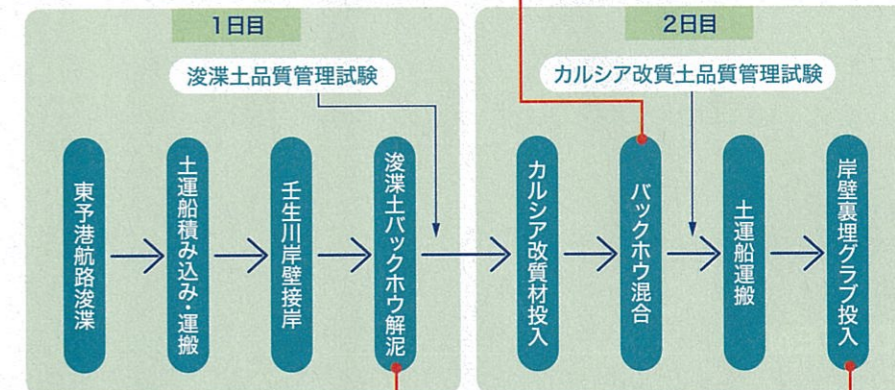 1日目
浚渫土品質管理試験
東予港航路浚渫
土運船積み込み・運搬
壬生川岸壁接岸
浚渫土バックホウ解泥
2日目
カルシア改質土品質管理試験
カルシア改質材投入
バックホウ混合
土運船運搬
岸壁裏埋グラブ投入